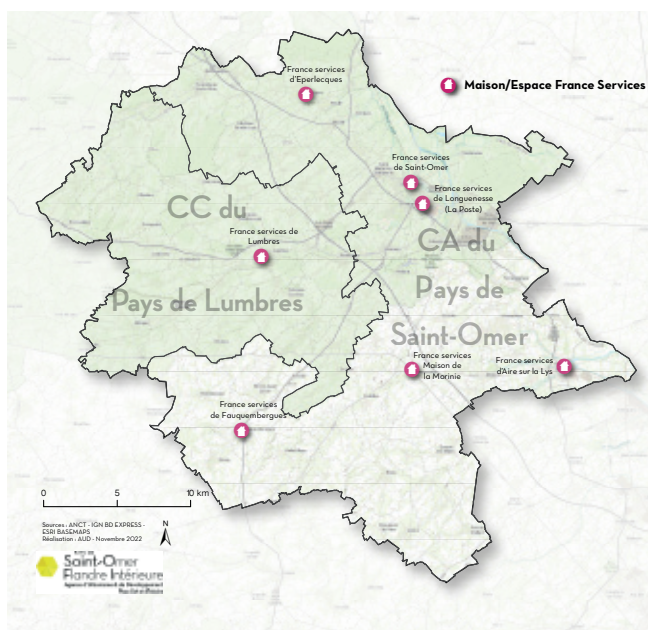 France services
d'Eperlecques
Maison/Espace France Services
France services
de Saint-Omer
France services
de Longuenesse
(La Poste)
CC du
Pays de Lumbres
France services de
Lumbres
CA du
Pays de
Saint-Omer
France services
Maison de
la Morinie
France services
d'Aire sur la Lys
France services
de Fauquembergues
0 5 10 km
Sources : ANCT - IGN BD EXPRESS -
ESRI BASEMAPS
Réalisation : AUD - Novembre 2022
N
Saint-Omer
Flandre Intérieure